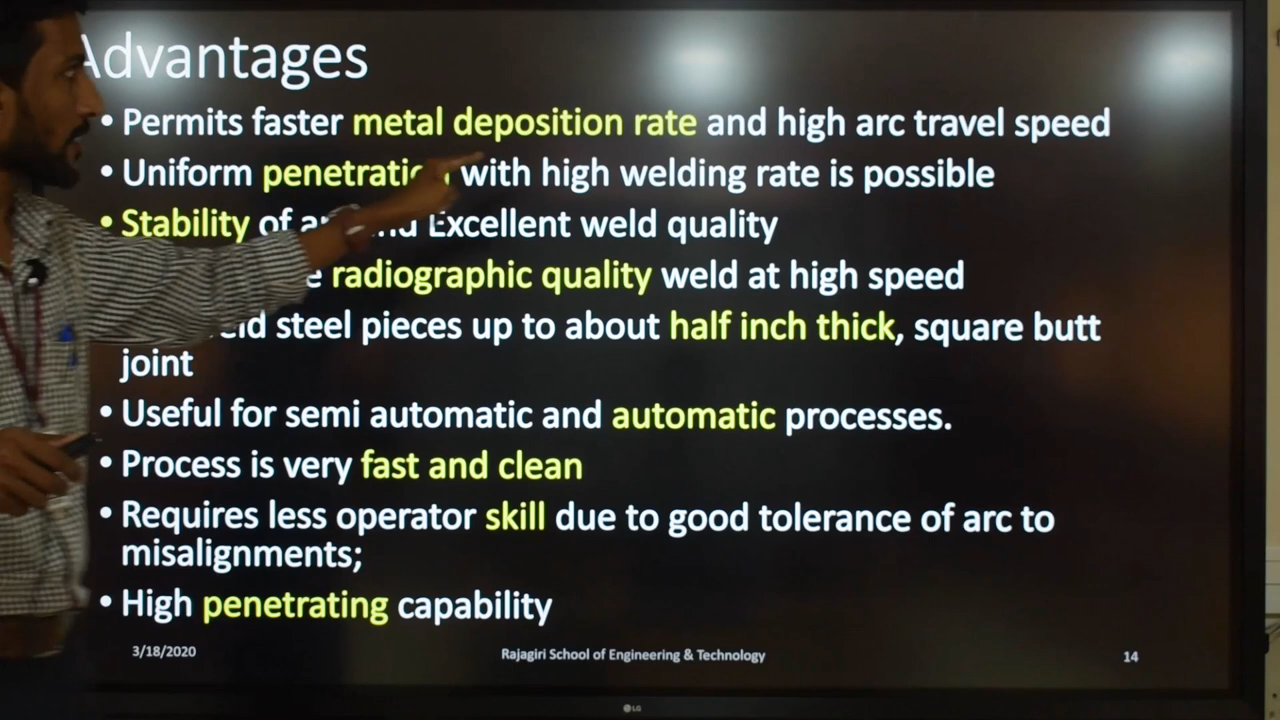 Advantages
• Permits faster metal deposition rate and high arc travel speed
• Uniform penetration with high welding rate is possible
• Stability of and Excellent weld quality
radiographic quality weld at high speed
steel pieces up to about half inch thick, square butt
joint
• Useful for semi automatic and automatic processes.
• Process is very fast and clean
• Requires less operator skill due to good tolerance of arc to
misalignments;
• High penetrating capability
3/18/2020 Rajagiri School of Engineering & Technology 14
LG